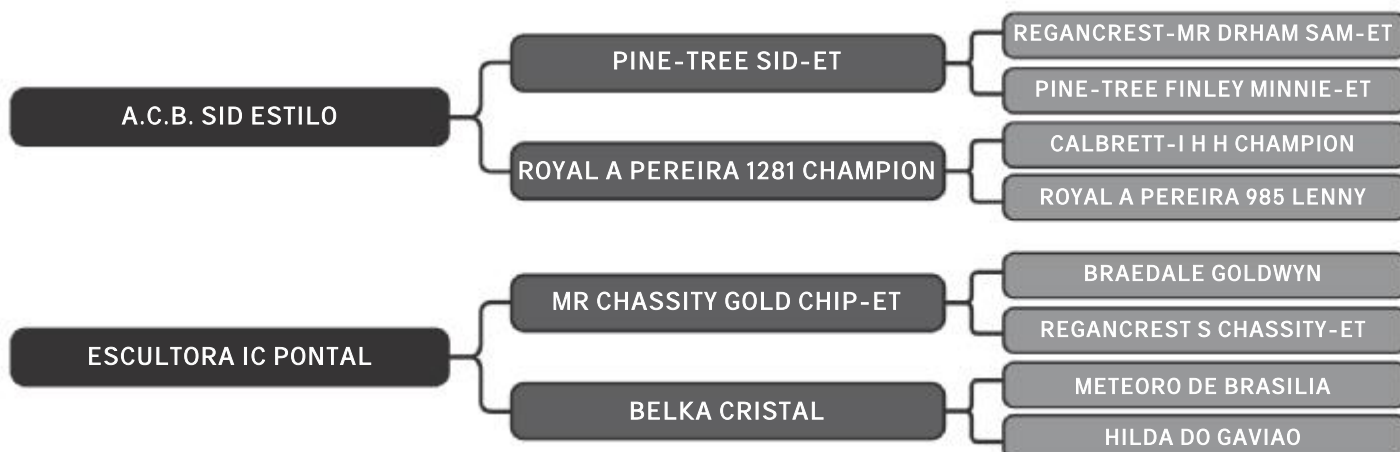 REGANCREST-MR DRHAM SAM-ET
PINE-TREE SID-ET
PINE-TREE FINLEY MINNIE-ET
A.C.B. SID ESTILO
CALBRETT-I H H CHAMPION
ROYAL A PEREIRA 1281 CHAMPION
ROYAL A PEREIRA 985 LENNY
BRAEDALE GOLDWYN
MR CHASSITY GOLD CHIP-ET
REGANCREST S CHASSITY-ET
ESCULTORA IC PONTAL
METEORO DE BRASILIA
BELKA CRISTAL
HILDA DO GAVIAO